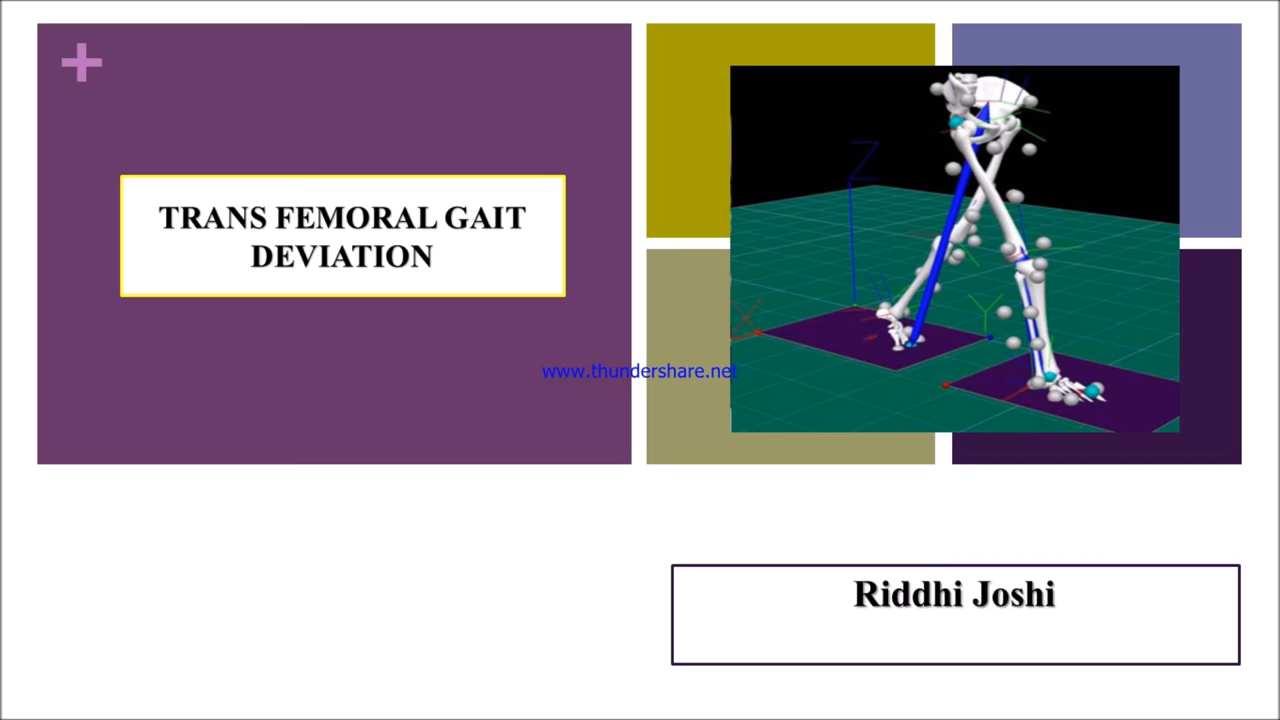 +
TRANS FEMORAL GAIT
DEVIATION
Z
X
Y
www.thundershare.net
Riddhi Joshi